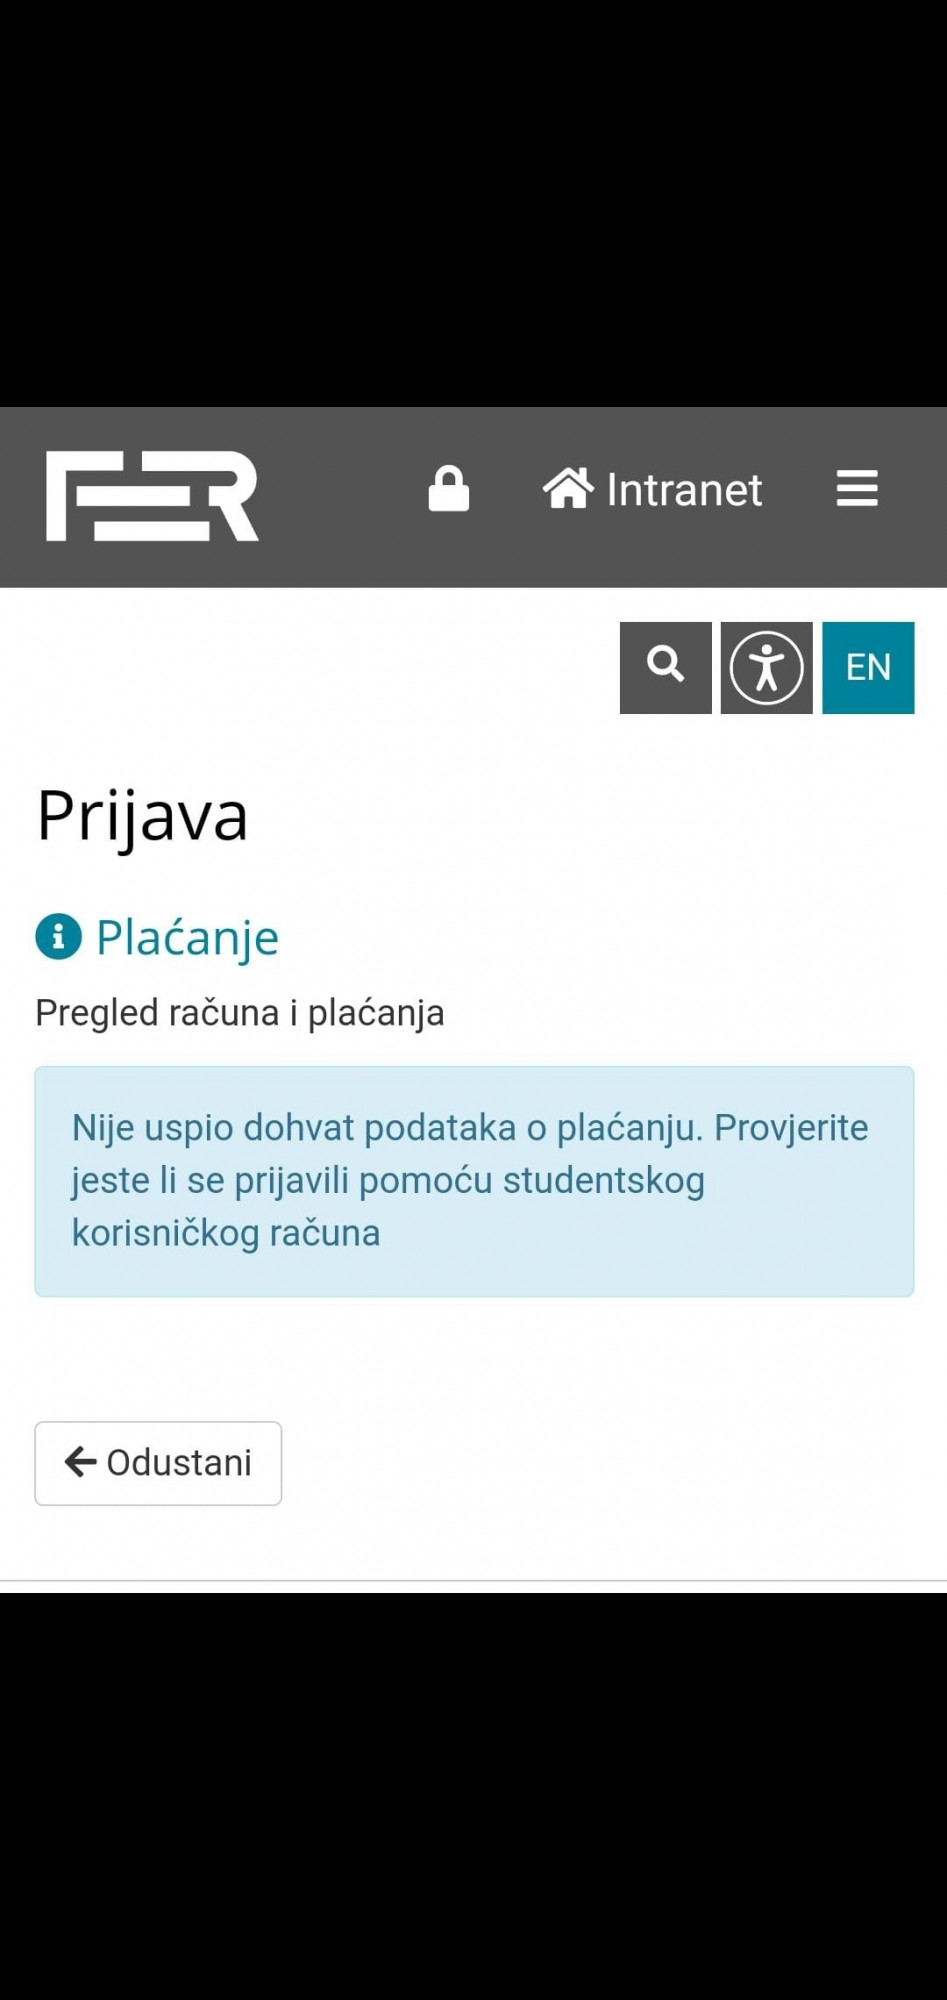 FER
Intranet
EN
Prijava
Plaćanje
Pregled računa i plaćanja
Nije uspio dohvat podataka o plaćanju. Provjerite
jeste li se prijavili pomoću studentskog
korisničkog računa
Odustani